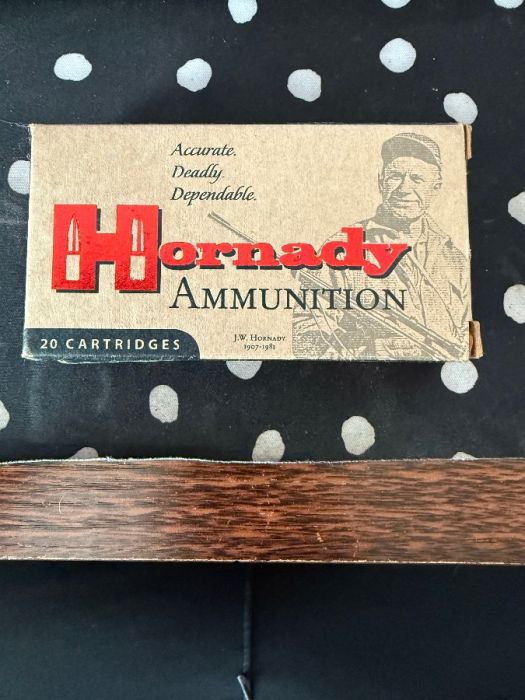 Accurate.
Deadly.
Dependable.
Hornady
AMMUNITION
20 CARTRIDGES
J.W. HORNADY
1907-1981